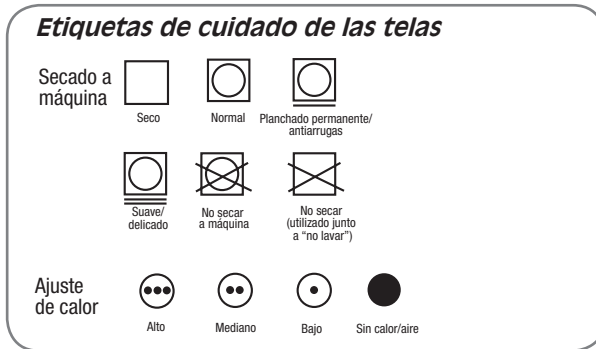 Etiquetas de cuidado de las telas
Secado a
máquina
Seco
Normal
Planchado permanente/
antiarrugas
Suave/
delicado
No secar
a máquina
No secar
(utilizado junto
a “no lavar”)
Ajuste
de calor
Alto
Mediano
Bajo
Sin calor/aire